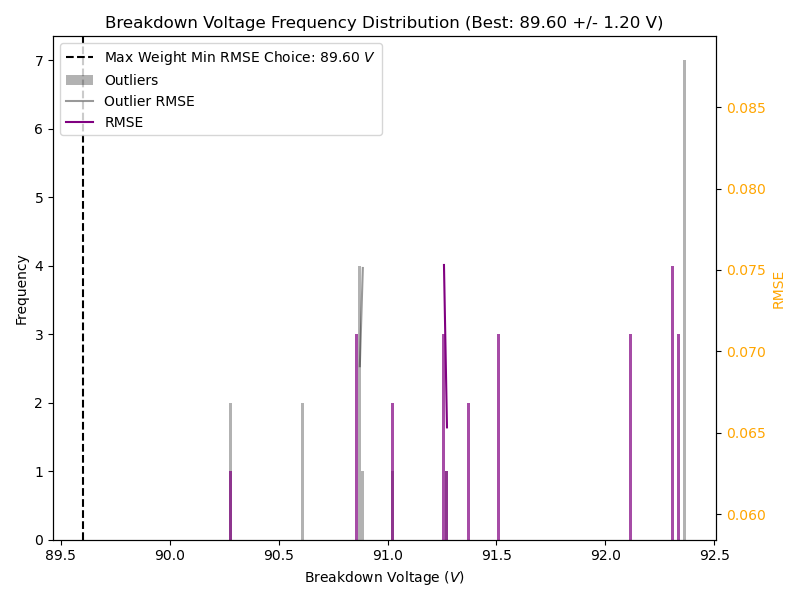 Breakdown Voltage Frequency Distribution (Best: 89.60 +/- 1.20 V)
Max Weight Min RMSE Choice: 89.60 V
Outliers
Outlier RMSE
RMSE
7
6
5
4
3
2
1
0
Frequency
0.085
0.080
0.075
0.070
0.065
0.060
RMSE
89.5 90.0 90.5 91.0 91.5 92.0 92.5
Breakdown Voltage (V)